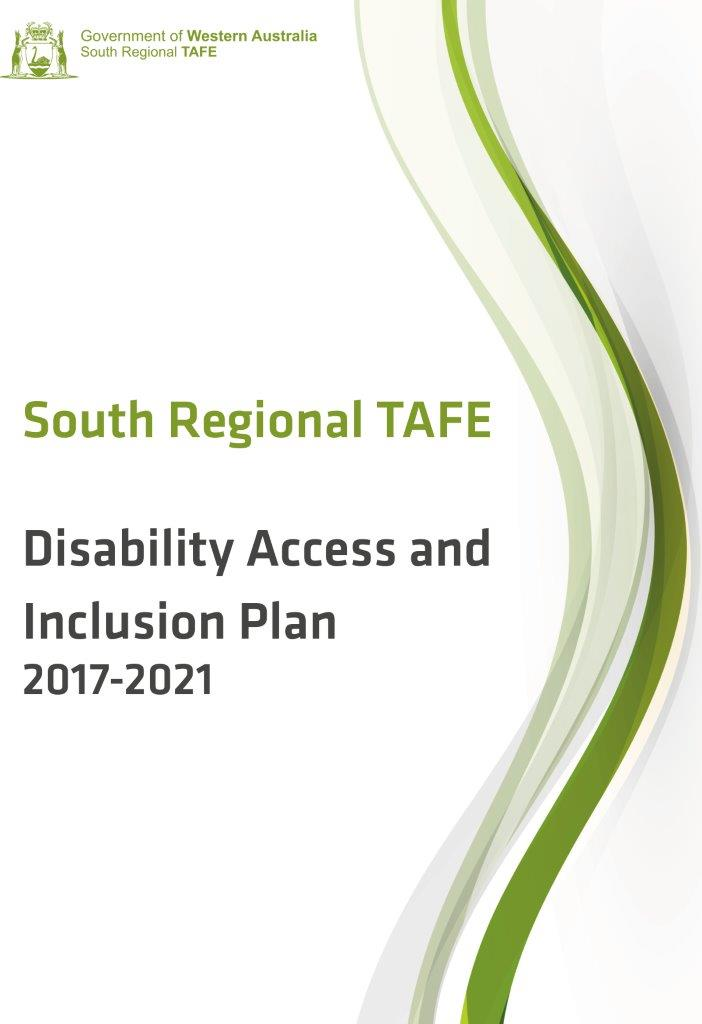 Government of Western Australia
South Regional TAFE
South Regional TAFE
Disability Access and
Inclusion Plan
2017-2021